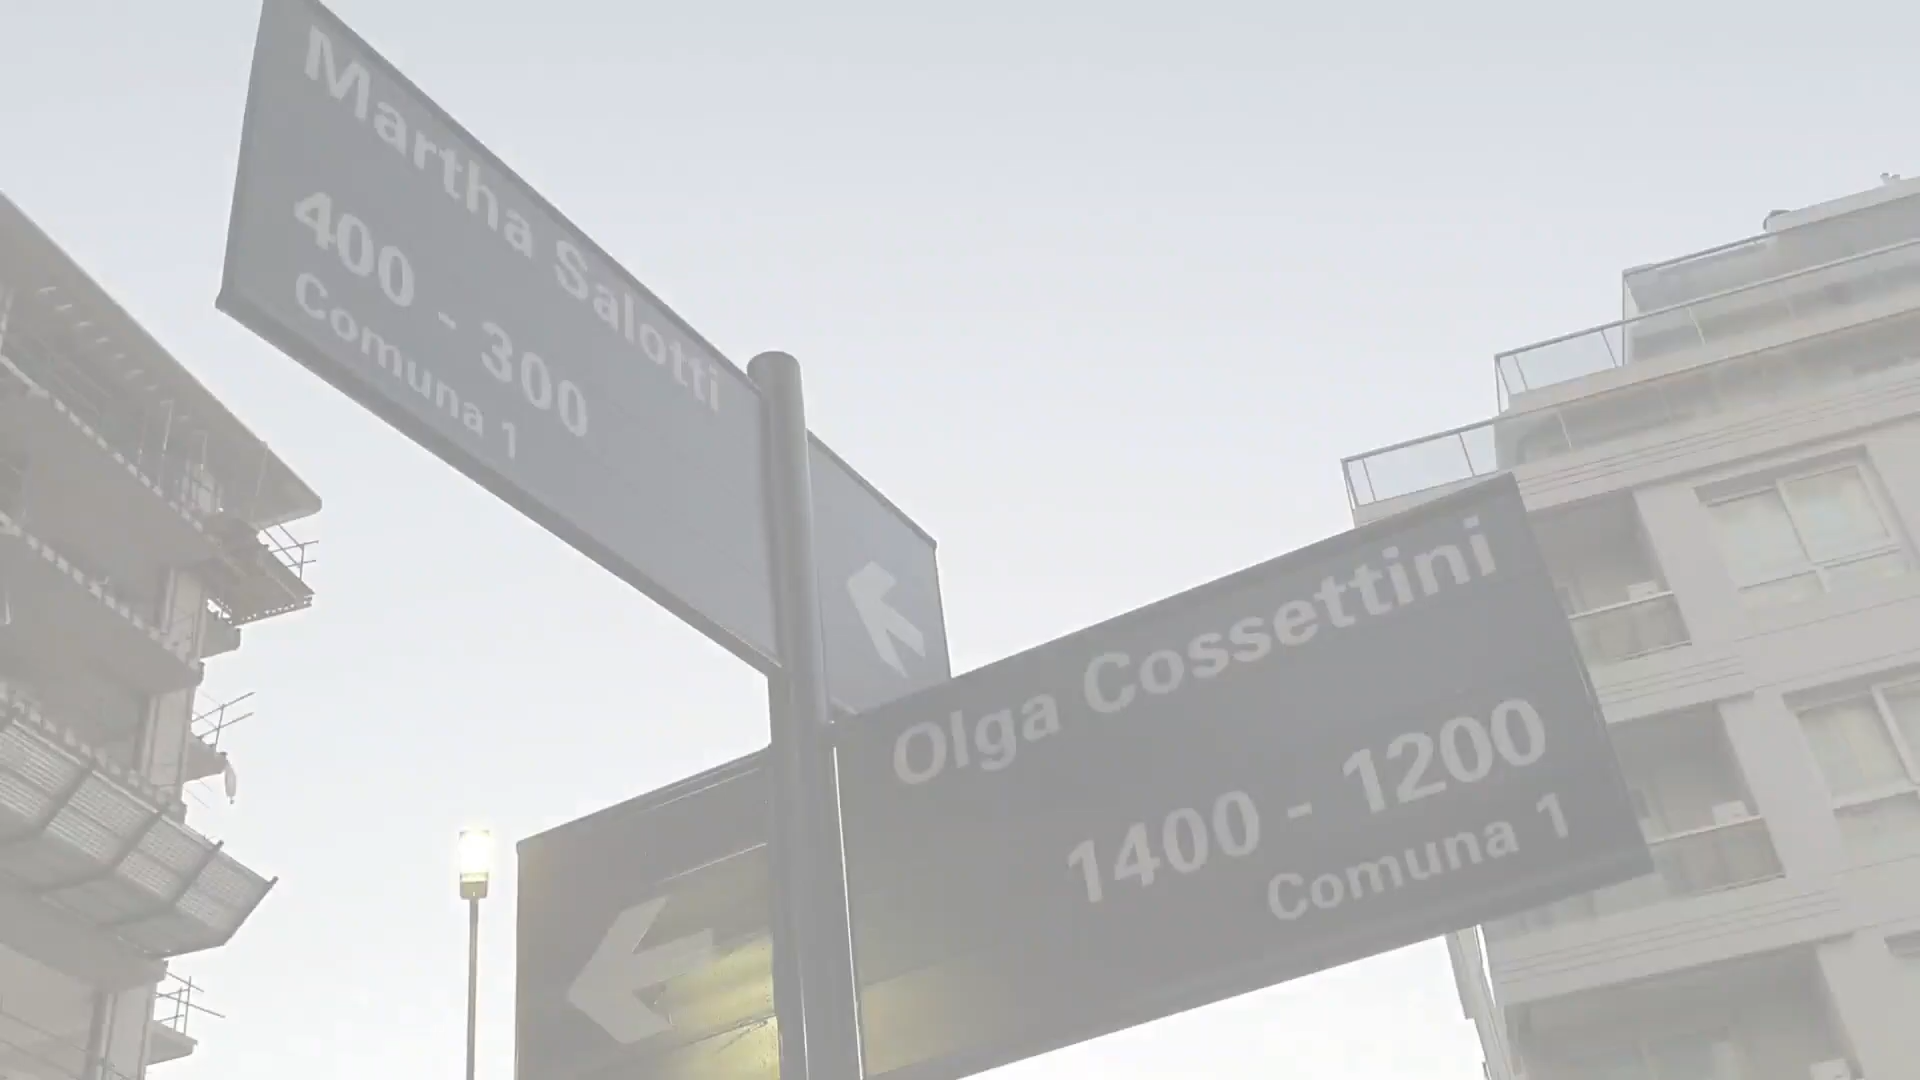 Martha Salotti
400 - 300
Comuna 1
Olga Cossettini
1400 - 1200
Comuna 1